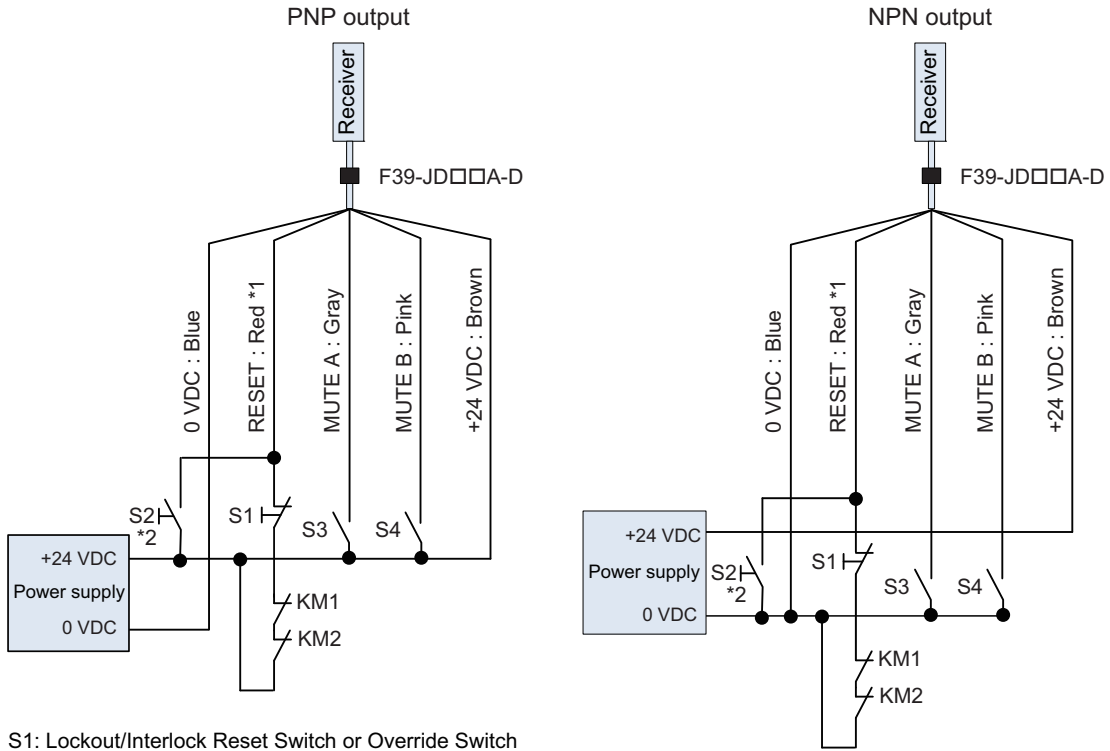 PNP output
Receiver
F39-JD□□A-D
0 VDC : Blue
RESET : Red *1
MUTE A : Gray
MUTE B : Pink
+24 VDC : Brown
S2
*2
S1
S3
S4
+24 VDC
Power supply
0 VDC
KM1
KM2
NPN output
Receiver
F39-JD□□A-D
0 VDC : Blue
RESET : Red *1
MUTE A : Gray
MUTE B : Pink
+24 VDC : Brown
+24 VDC
Power supply
0 VDC
S2
*2
S1
S3
S4
KM1
KM2
S1: Lockout/Interlock Reset Switch or Override Switch